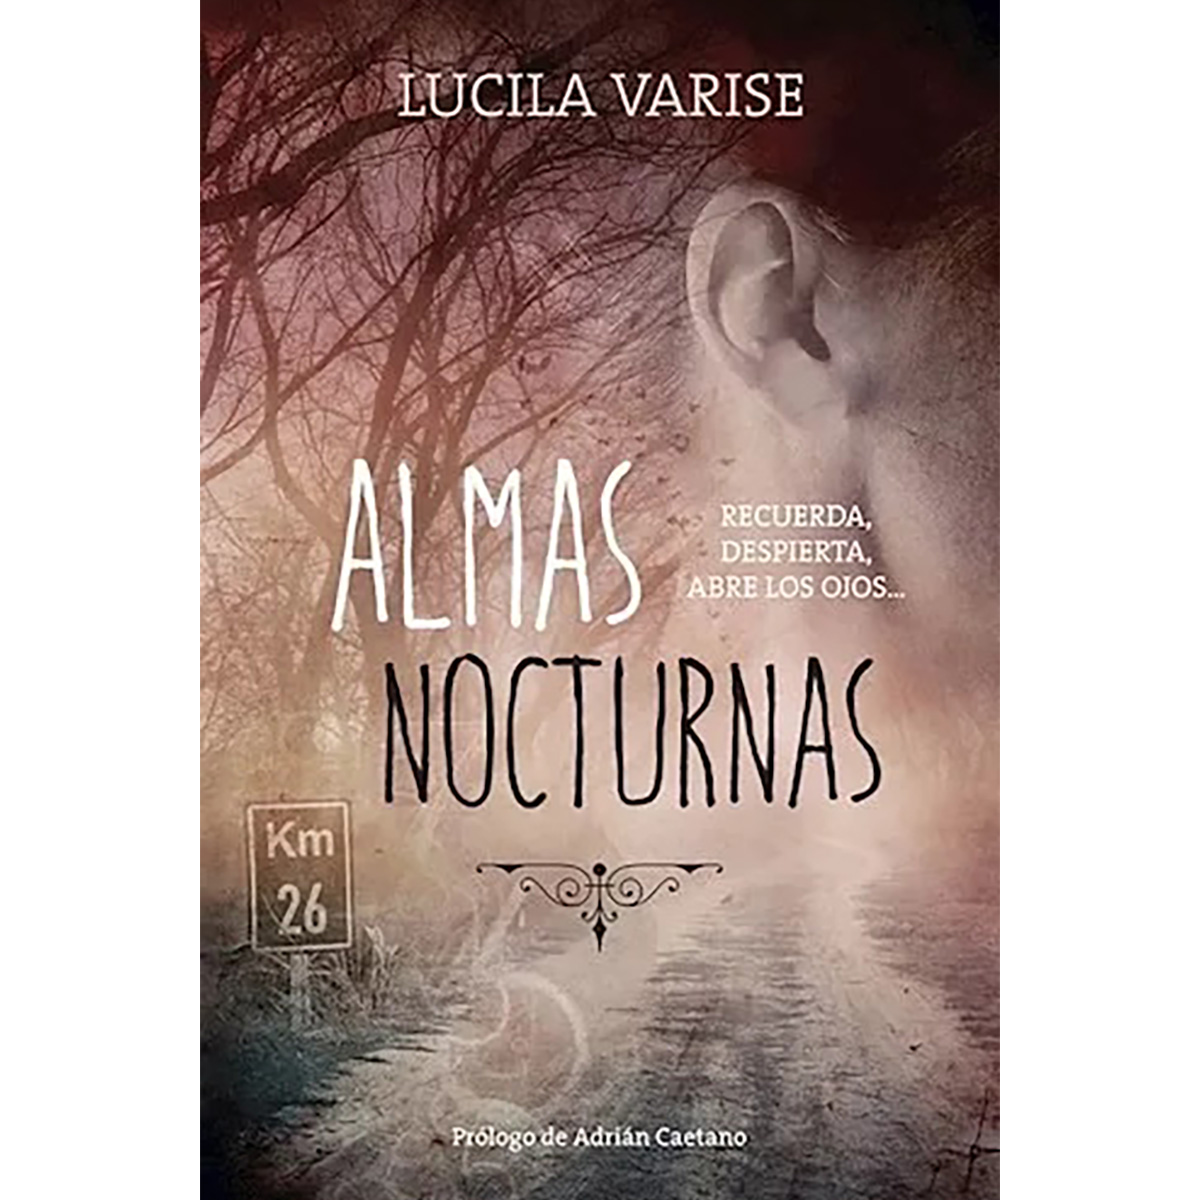 LUCILA VARISE
ALMAS
RECUERDA,
DESPIERTA,
ABRE LOS OJOS...
NOCTURNAS
Km
26
Prólogo de Adrián Caetano